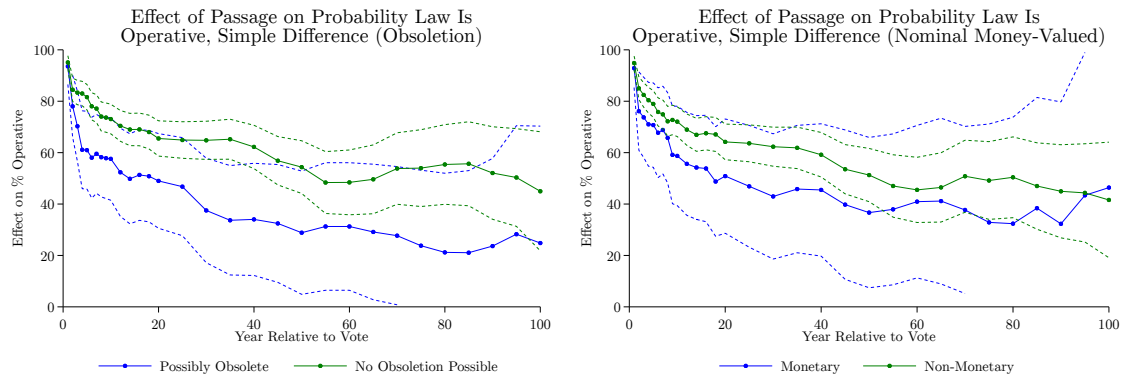 Effect of Passage on Probability Law Is
Operative, Simple Difference (Obsoletion)
Effect on % Operative
100
80
60
40
20
0
0 20 40 60 80 100
Year Relative to Vote
Possibly Obsolete No Obsoletion Possible
Effect of Passage on Probability Law Is
Operative, Simple Difference (Nominal Money-Valued)
Effect on % Operative
100
80
60
40
20
0
0 20 40 60 80 100
Year Relative to Vote
Monetary Non-Monetary